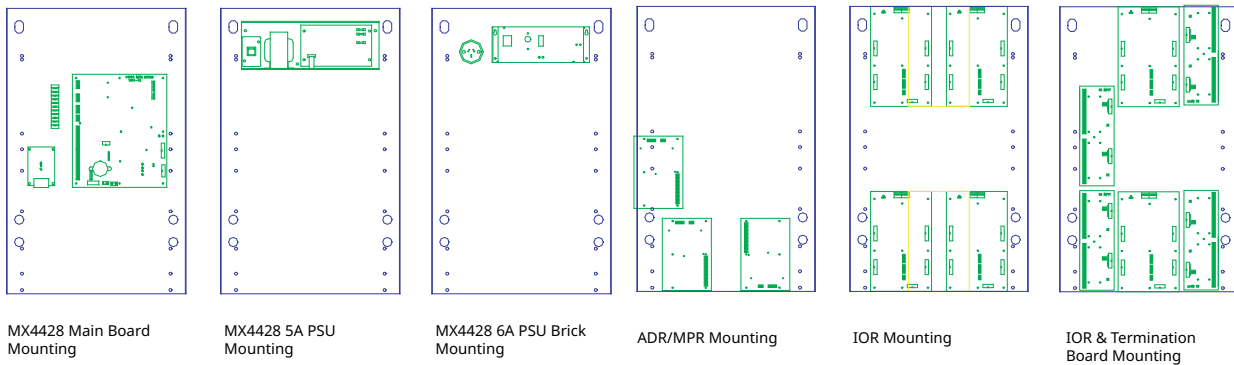 MX4428 Main Board
Mounting
MX4428 5A PSU
Mounting
MX4428 6A PSU Brick
Mounting
ADR/MPR Mounting
IOR Mounting
IOR & Termination
Board Mounting